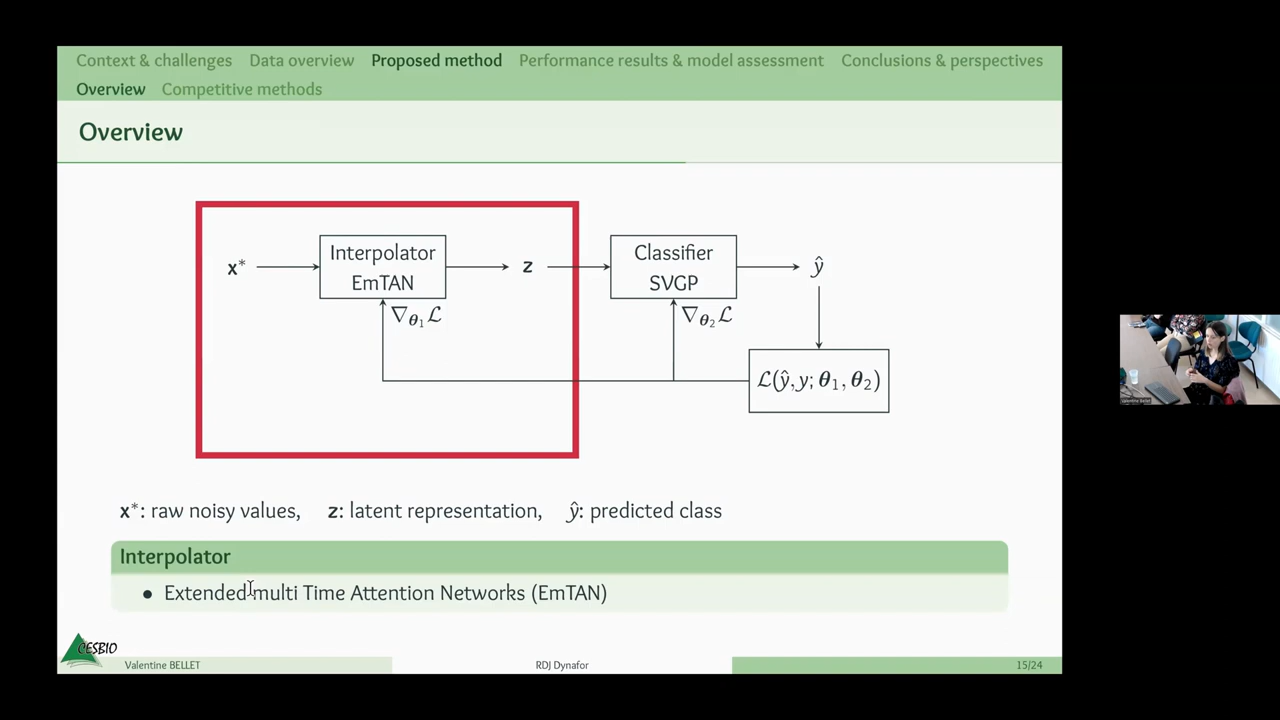 Context & challenges Data overview Proposed method Performance results & model assessment Conclusions & perspectives
Overview Competitive methods
Overview
x* Interpolator EmTAN z Classifier SVGP ŷ
∇θ₁ℒ ∇θ₂ℒ
ℒ(ŷ, y; θ₁, θ₂)
x*: raw noisy values, z: latent representation, ŷ: predicted class
Interpolator
• Extended multi Time Attention Networks (EmTAN)
CESBIO
Valentine BELLET RDJ Dynafor 15/24
Valentine Bellet